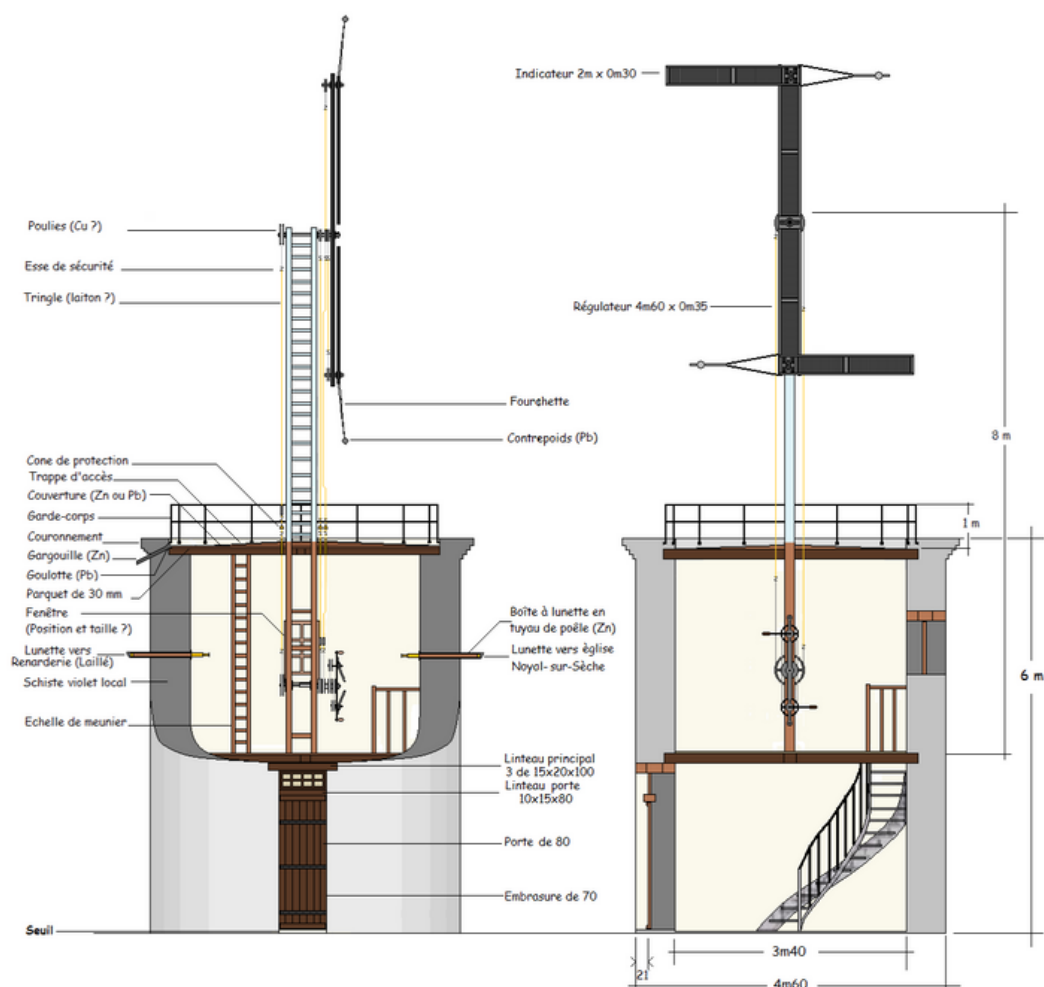 Indicateur 2m x 0m30
Poulies (Cu ?)
Esse de sécurité
Tringle (laiton ?)
Régulateur 4m60 x 0m35
Fourchette
Contrepoids (Pb)
8 m
Cone de protection
Trappe d'accès
Couverture (Zn ou Pb)
Garde-corps
Couronnement
Gargouille (Zn)
Goulotte (Pb)
Parquet de 30 mm
Fenêtre
(Position et taille ?)
Lunette vers
Renarderie (Laillé)
Schiste violet local
Echelle de meunier
1 m
Boîte à lunette en
tuyau de poêle (Zn)
Lunette vers église
Noyal-sur-Sèche
6 m
Linteau principal
3 de 15x20x100
Linteau porte
10x15x80
Porte de 80
Embrasure de 70
Seuil
3m40
21
4m60